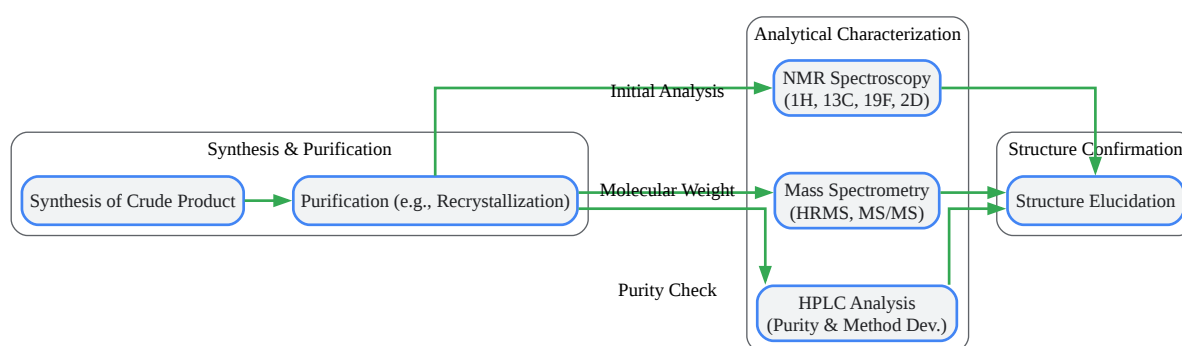 Analytical Characterization
NMR Spectroscopy
(1H, 13C, 19F, 2D)
Initial Analysis
Synthesis & Purification
Structure Confirmation
Synthesis of Crude Product
Purification (e.g., Recrystallization)
Molecular Weight
Mass Spectrometry
(HRMS, MS/MS)
Structure Elucidation
Purity Check
HPLC Analysis
(Purity & Method Dev.)